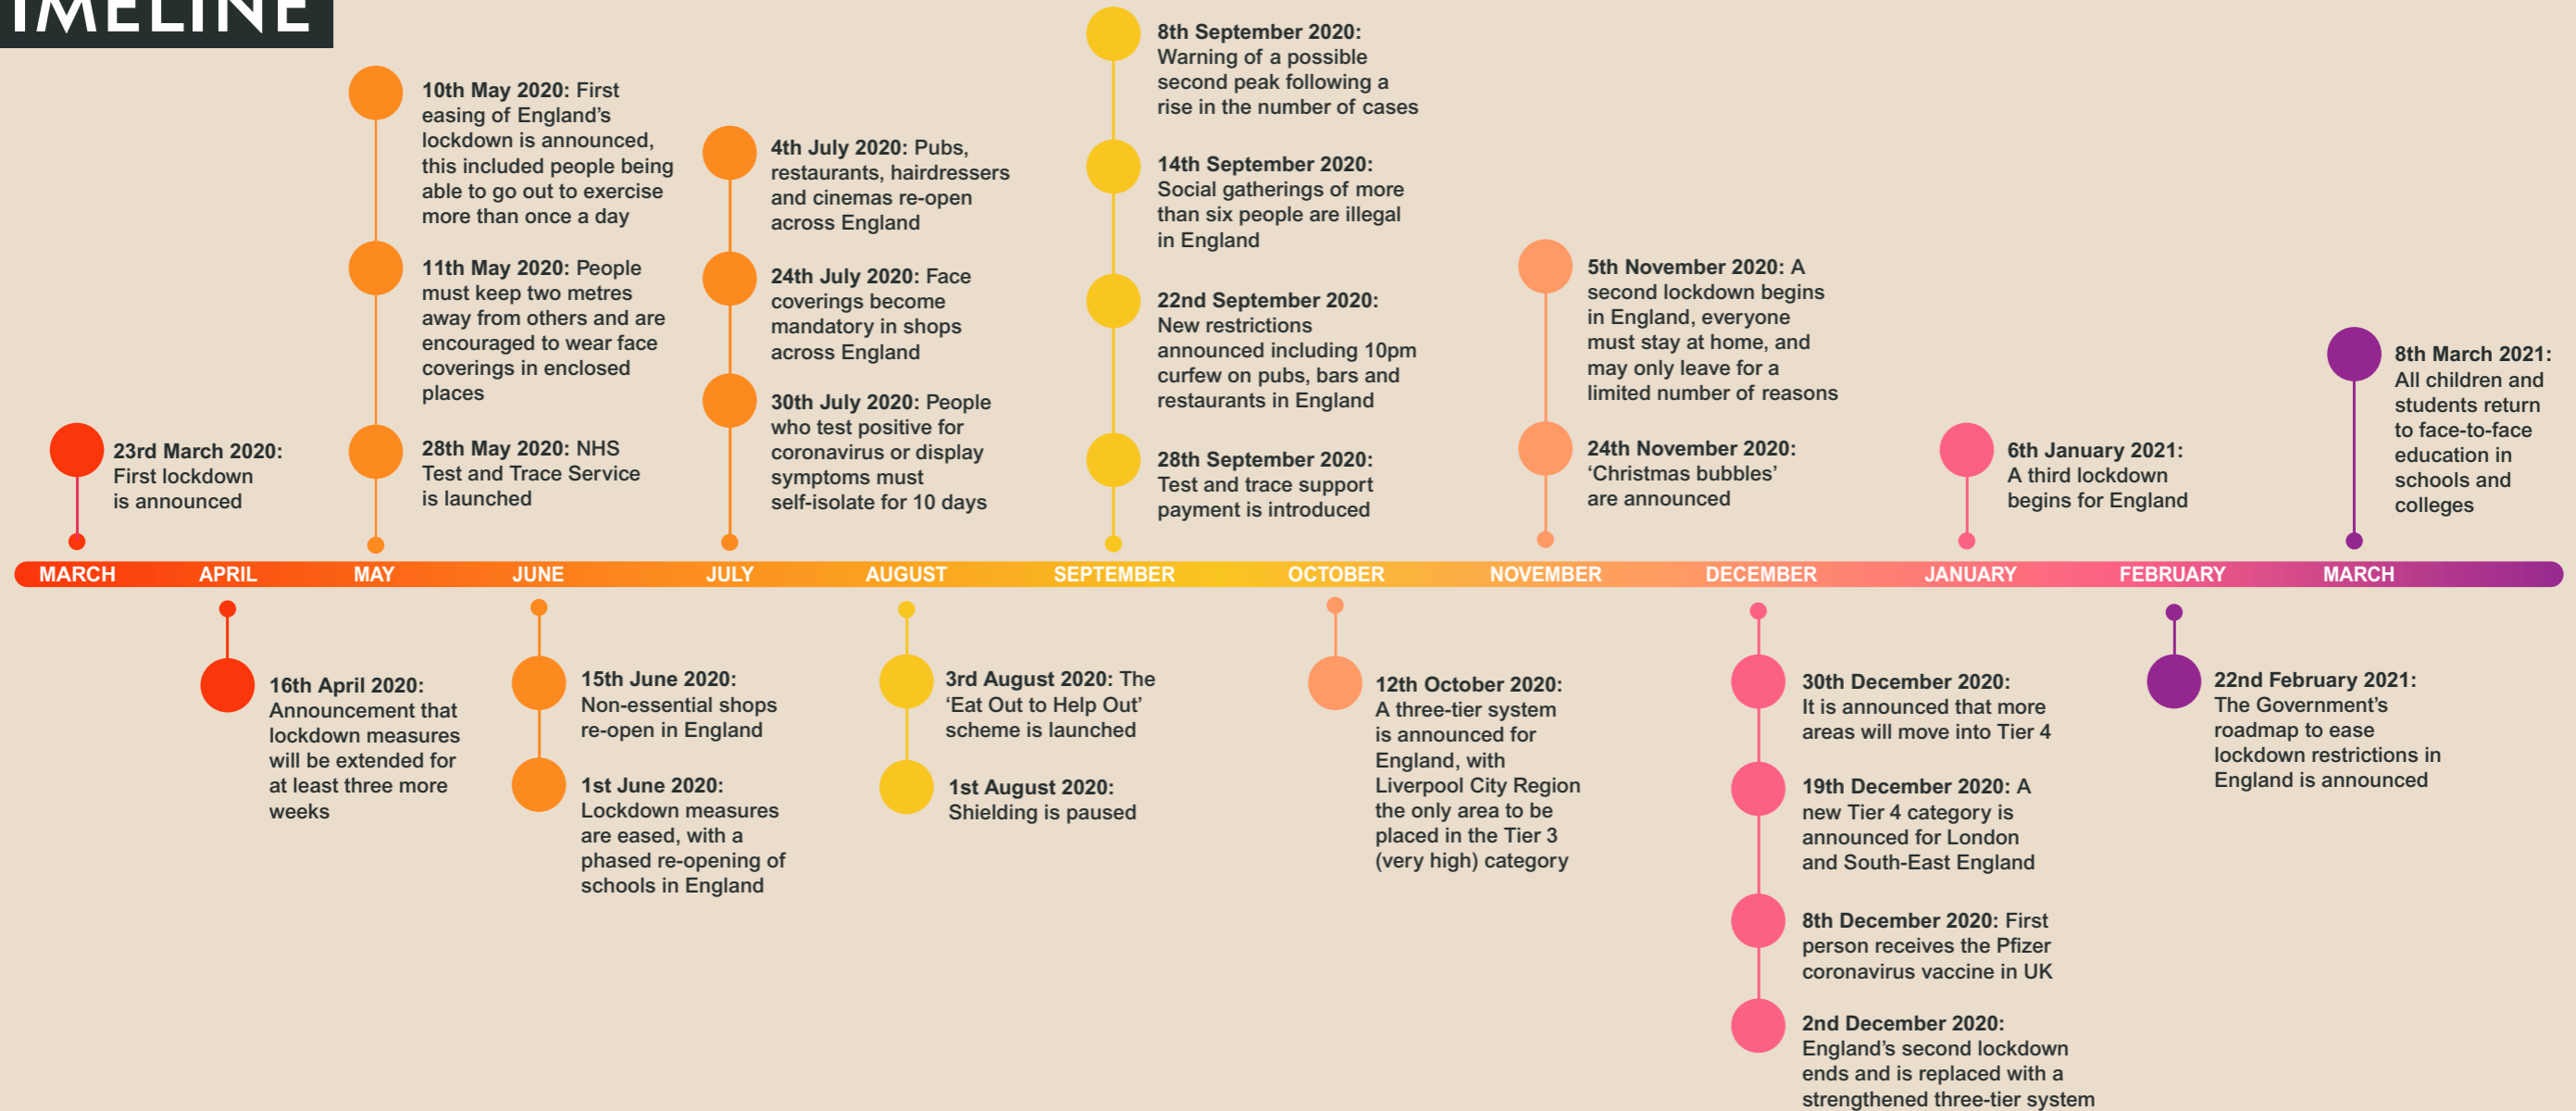 IMELINE
8th September 2020:
Warning of a possible
second peak following a
rise in the number of cases
10th May 2020: First
easing of England’s
lockdown is announced,
this included people being
able to go out to exercise
more than once a day
4th July 2020: Pubs,
restaurants, hairdressers
and cinemas re-open
across England
14th September 2020:
Social gatherings of more
than six people are illegal
in England
11th May 2020: People
must keep two metres
away from others and are
encouraged to wear face
coverings in enclosed
places
24th July 2020: Face
coverings become
mandatory in shops
across England
22nd September 2020:
New restrictions
announced including 10pm
curfew on pubs, bars and
restaurants in England
5th November 2020: A
second lockdown begins
in England, everyone
must stay at home, and
may only leave for a
limited number of reasons
8th March 2021:
All children and
students return
to face-to-face
education in
schools and
colleges
23rd March 2020:
First lockdown
is announced
28th May 2020: NHS
Test and Trace Service
is launched
30th July 2020: People
who test positive for
coronavirus or display
symptoms must
self-isolate for 10 days
28th September 2020:
Test and trace support
payment is introduced
24th November 2020:
‘Christmas bubbles’
are announced
6th January 2021:
A third lockdown
begins for England
MARCH APRIL MAY JUNE JULY AUGUST SEPTEMBER OCTOBER NOVEMBER DECEMBER JANUARY FEBRUARY MARCH
16th April 2020:
Announcement that
lockdown measures
will be extended for
at least three more
weeks
15th June 2020:
Non-essential shops
re-open in England
1st June 2020:
Lockdown measures
are eased, with a
phased re-opening of
schools in England
3rd August 2020: The
‘Eat Out to Help Out’
scheme is launched
1st August 2020:
Shielding is paused
12th October 2020:
A three-tier system
is announced for
England, with
Liverpool City Region
the only area to be
placed in the Tier 3
(very high) category
30th December 2020:
It is announced that more
areas will move into Tier 4
19th December 2020: A
new Tier 4 category is
announced for London
and South-East England
8th December 2020: First
person receives the Pfizer
coronavirus vaccine in UK
2nd December 2020:
England’s second lockdown
ends and is replaced with a
strengthened three-tier system
22nd February 2021:
The Government’s
roadmap to ease
lockdown restrictions in
England is announced